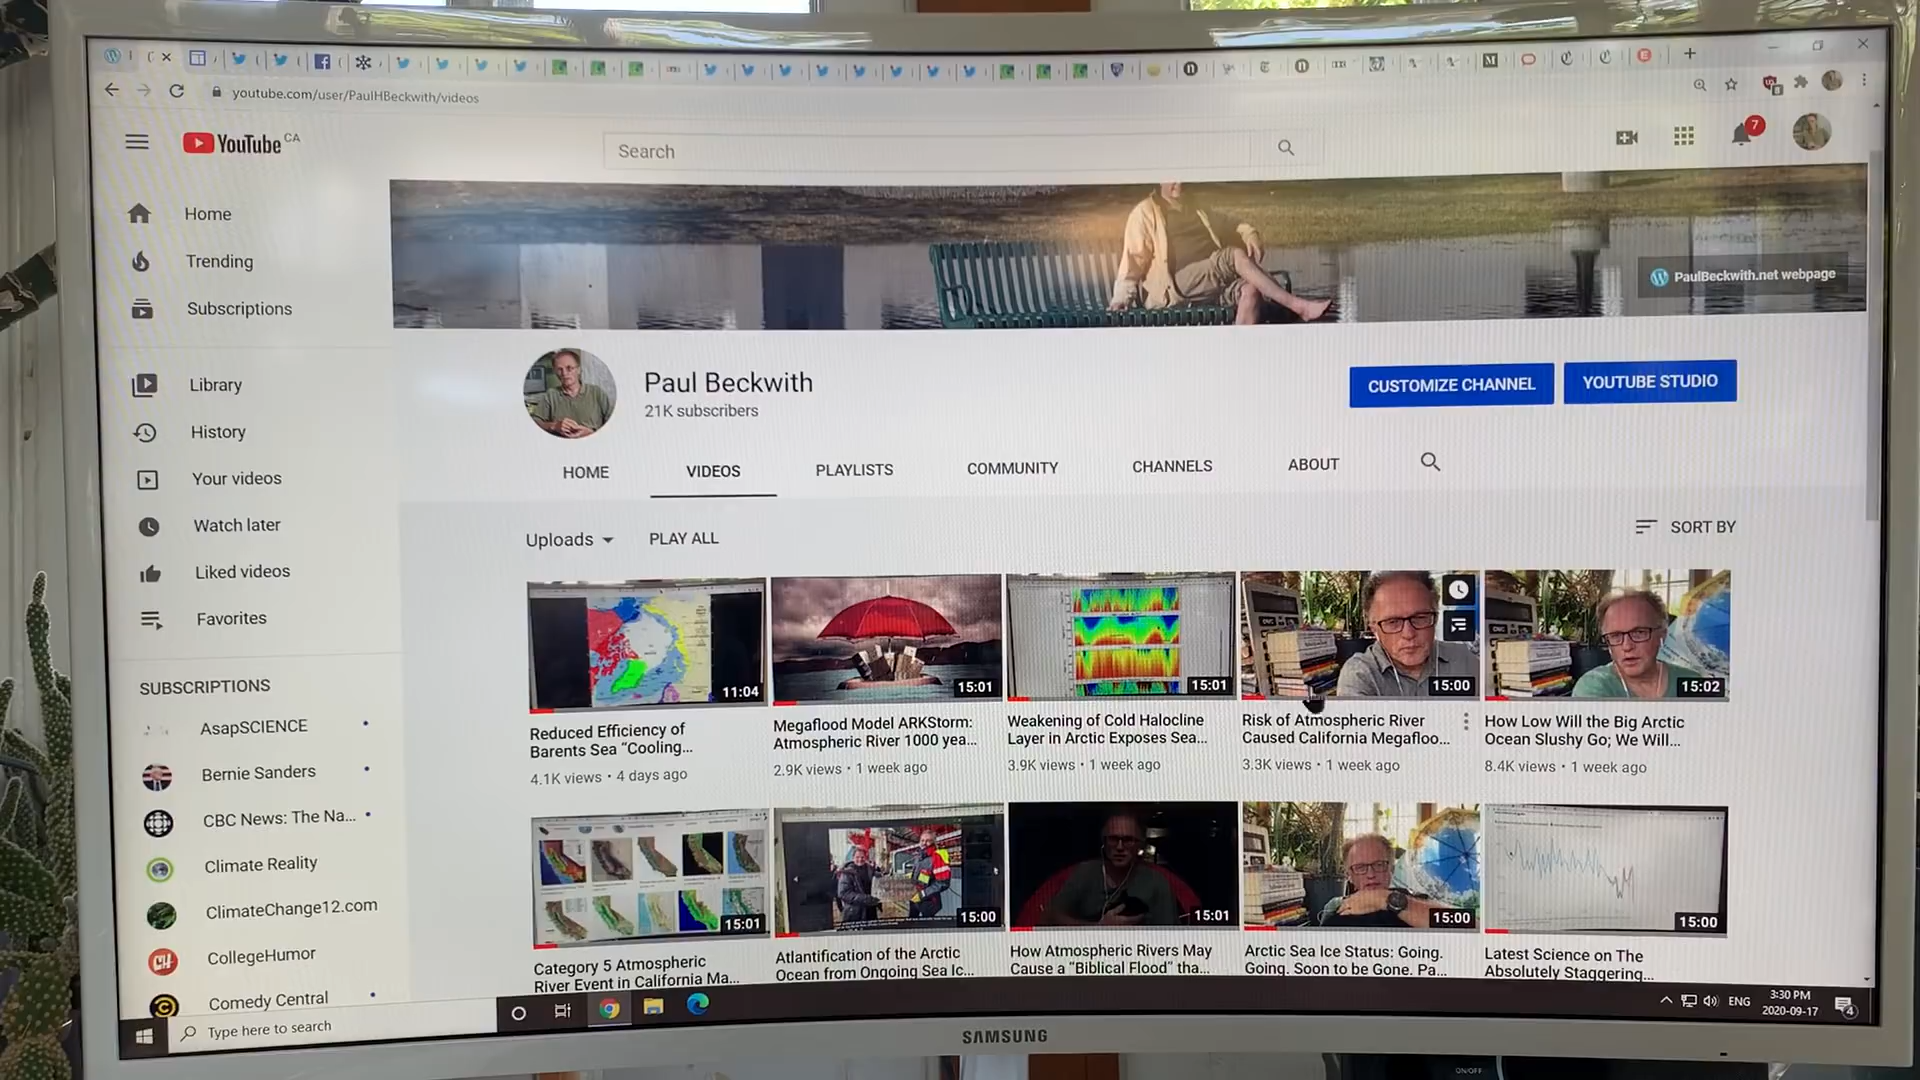 youtube.com/user/PaulHBeckwith/videos
YouTube CA
Search
7
Home
Trending
Subscriptions
Library
History
Your videos
Watch later
Liked videos
Favorites
SUBSCRIPTIONS
AsapSCIENCE
Bernie Sanders
CBC News: The Na...
Climate Reality
ClimateChange12.com
CollegeHumor
Comedy Central
PaulBeckwith.net webpage
Paul Beckwith
21K subscribers
CUSTOMIZE CHANNEL
YOUTUBE STUDIO
HOME
VIDEOS
PLAYLISTS
COMMUNITY
CHANNELS
ABOUT
Uploads
PLAY ALL
SORT BY
11:04
15:01
15:01
15:00
15:02
Reduced Efficiency of
Barents Sea “Cooling...
4.1K views • 4 days ago
Megaflood Model ARKStorm:
Atmospheric River 1000 yea...
2.9K views • 1 week ago
Weakening of Cold Halocline
Layer in Arctic Exposes Sea...
3.9K views • 1 week ago
Risk of Atmospheric River
Caused California Megafloo...
3.3K views • 1 week ago
How Low Will the Big Arctic
Ocean Slushy Go; We Will...
8.4K views • 1 week ago
15:01
15:00
15:01
15:00
15:00
Category 5 Atmospheric
River Event in California Ma...
Atlantification of the Arctic
Ocean from Ongoing Sea Ic...
How Atmospheric Rivers May
Cause a “Biblical Flood” tha...
Arctic Sea Ice Status: Going.
Going. Soon to be Gone. Pa...
Latest Science on The
Absolutely Staggering...
Type here to search
ENG
3:30 PM
2020-09-17
4
SAMSUNG
ON/OFF